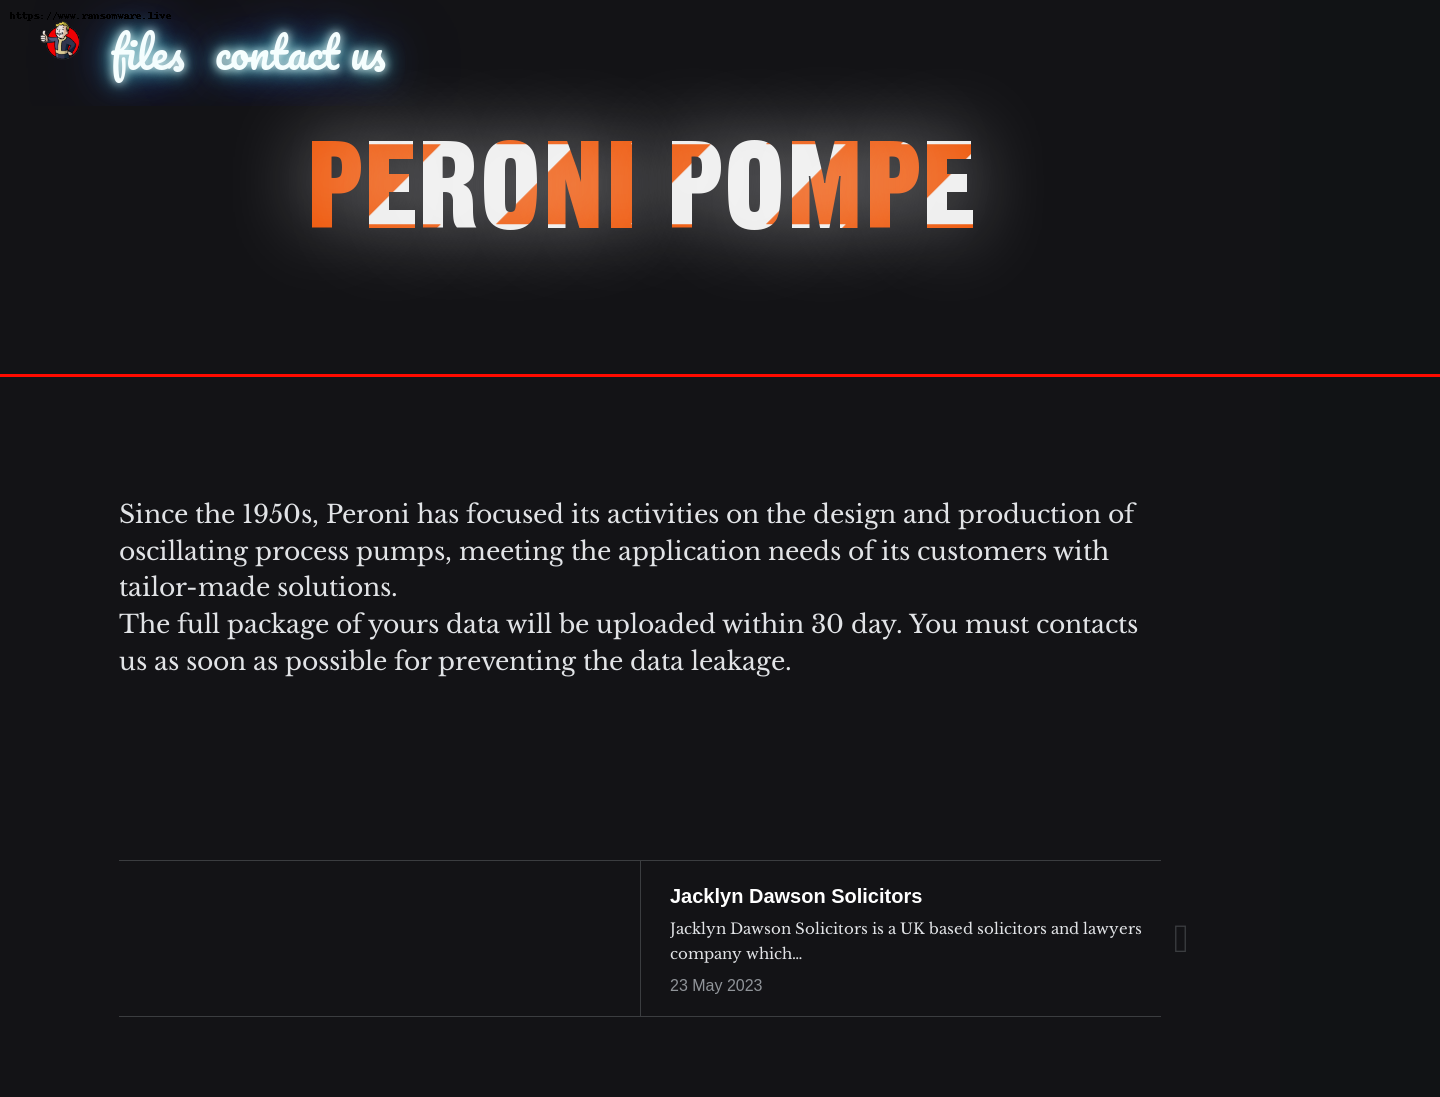 https://www.ransomware.live
files contact us
PERONI POMPE
Since the 1950s, Peroni has focused its activities on the design and production of
oscillating process pumps, meeting the application needs of its customers with
tailor-made solutions.
The full package of yours data will be uploaded within 30 day. You must contacts
us as soon as possible for preventing the data leakage.
Jacklyn Dawson Solicitors
Jacklyn Dawson Solicitors is a UK based solicitors and lawyers
company which...
23 May 2023